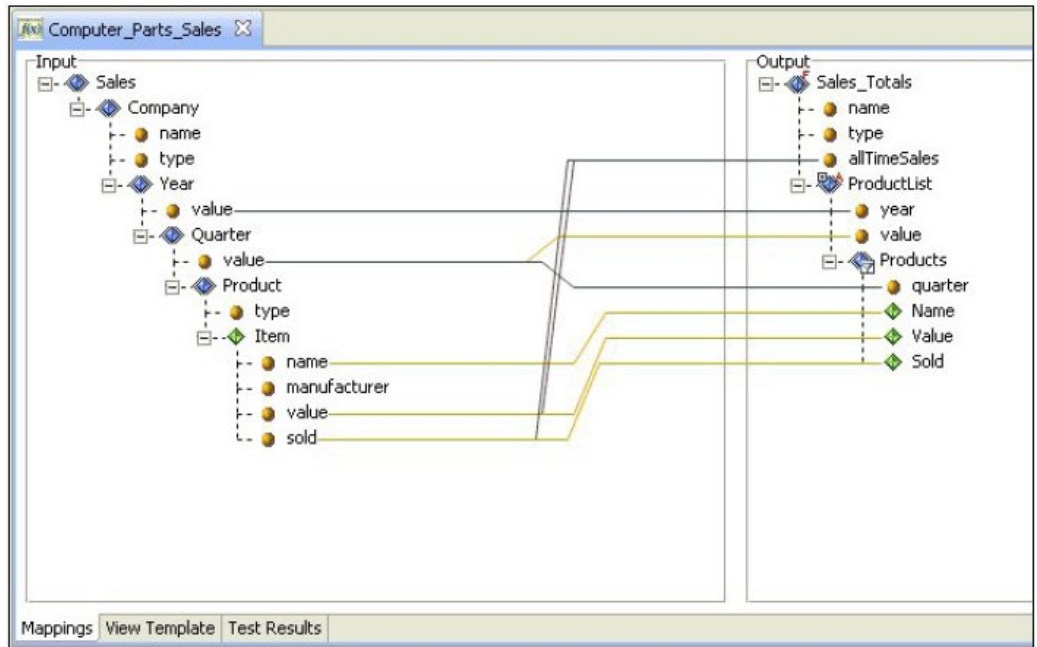 f(x) Computer_Parts_Sales
Input
Sales
Company
name
type
Year
value
Quarter
value
Product
type
Item
name
manufacturer
value
sold
Output
F
Sales_Totals
name
type
allTimeSales
A
ProductList
year
value
Products
quarter
Name
Value
Sold
Mappings View Template Test Results